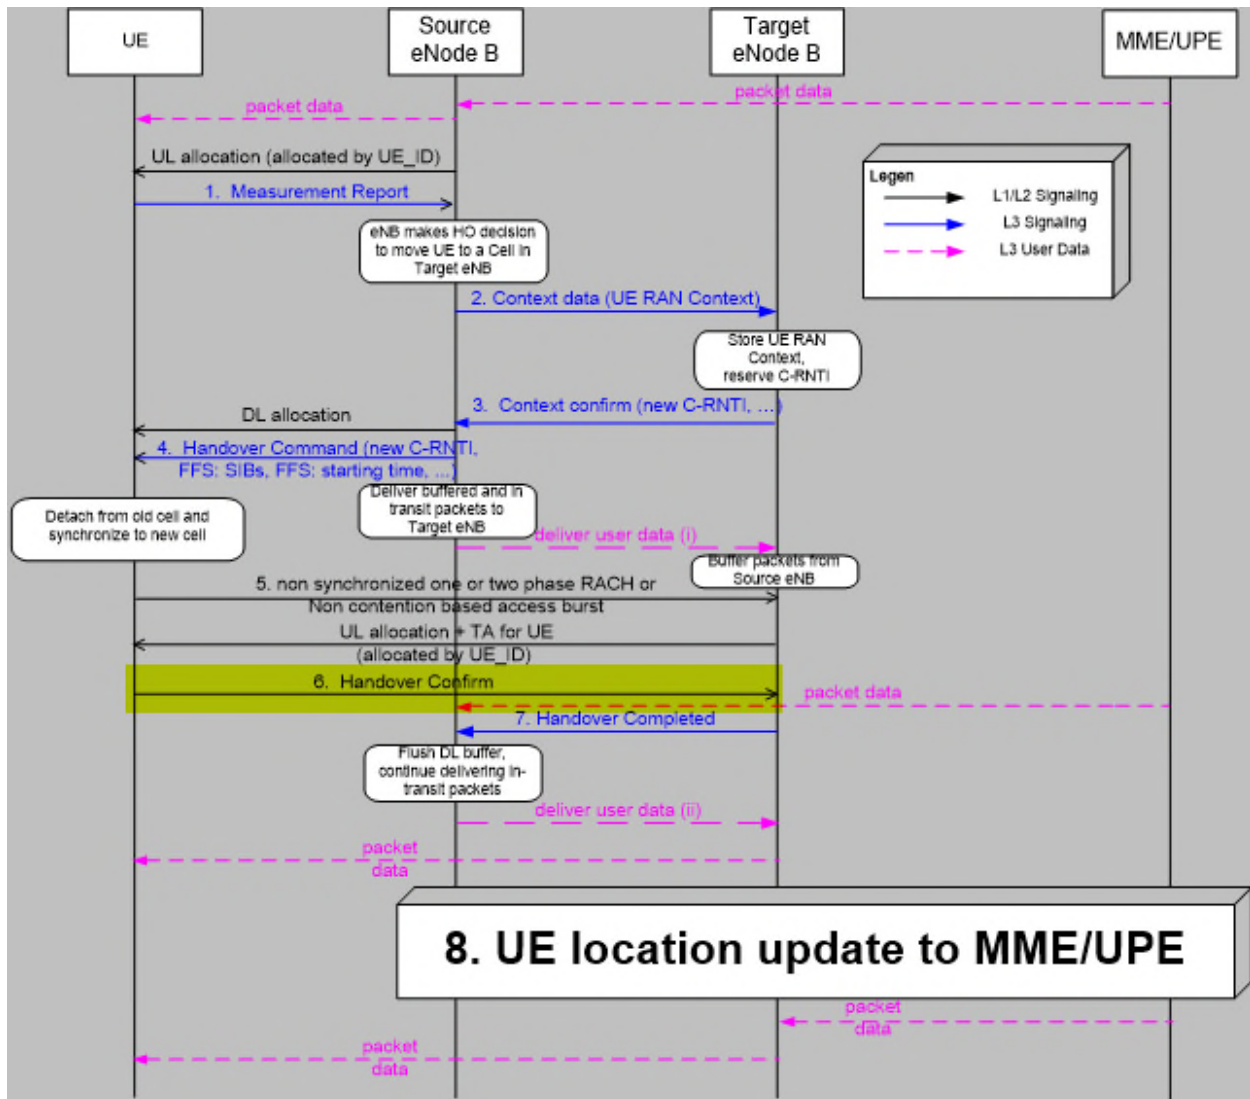 UE
Source
eNode B
Target
eNode B
MME/UPE
packet data
packet data
UL allocation (allocated by UE_ID)
1. Measurement Report
Legen
L1/L2 Signaling
L3 Signaling
L3 User Data
eNB makes HO decision
to move UE to a Cell in
Target eNB
2. Context data (UE RAN Context)
Store UE RAN
Context,
reserve C-RNTI
3. Context confirm (new C-RNTI, ...)
DL allocation
4. Handover Command (new C-RNTI,
FFS: SIBs, FFS: starting time, ...)
Deliver buffered and in
transit packets to
Target eNB
Detach from old cell and
synchronize to new cell
deliver user data (i)
Buffer packets from
Source eNB
5. non synchronized one or two phase RACH or
Non contention based access burst
UL allocation + TA for UE
(allocated by UE_ID)
6. Handover Confirm
packet data
7. Handover Completed
Flush DL buffer,
continue delivering in-
transit packets
deliver user data (ii)
packet
data
8. UE location update to MME/UPE
packet
data
packet
data